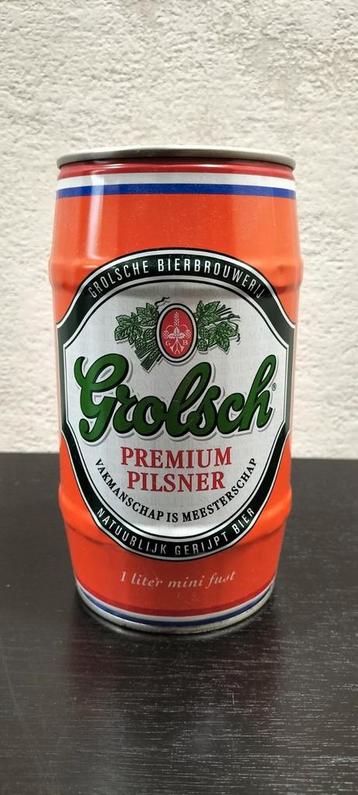 GROLSCHE BIERBROUWERIJ
G B
Grolsch®
PREMIUM
PILSNER
VAKMANSCHAP IS MEESTERSCHAP
NATUURLIJK GERIJPT BIER
1 liter mini fust